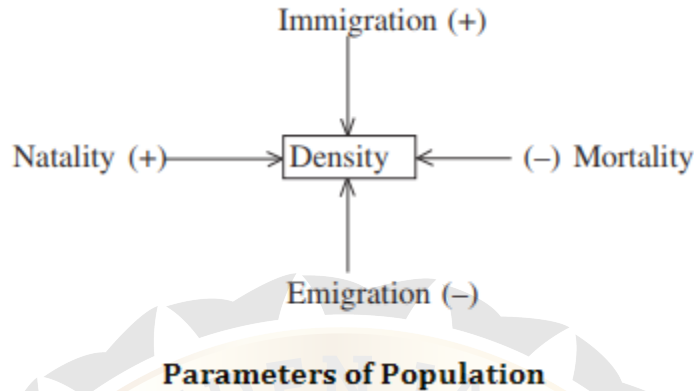 Immigration (+)
Natality (+) Density (–) Mortality
Emigration (–)
Parameters of Population